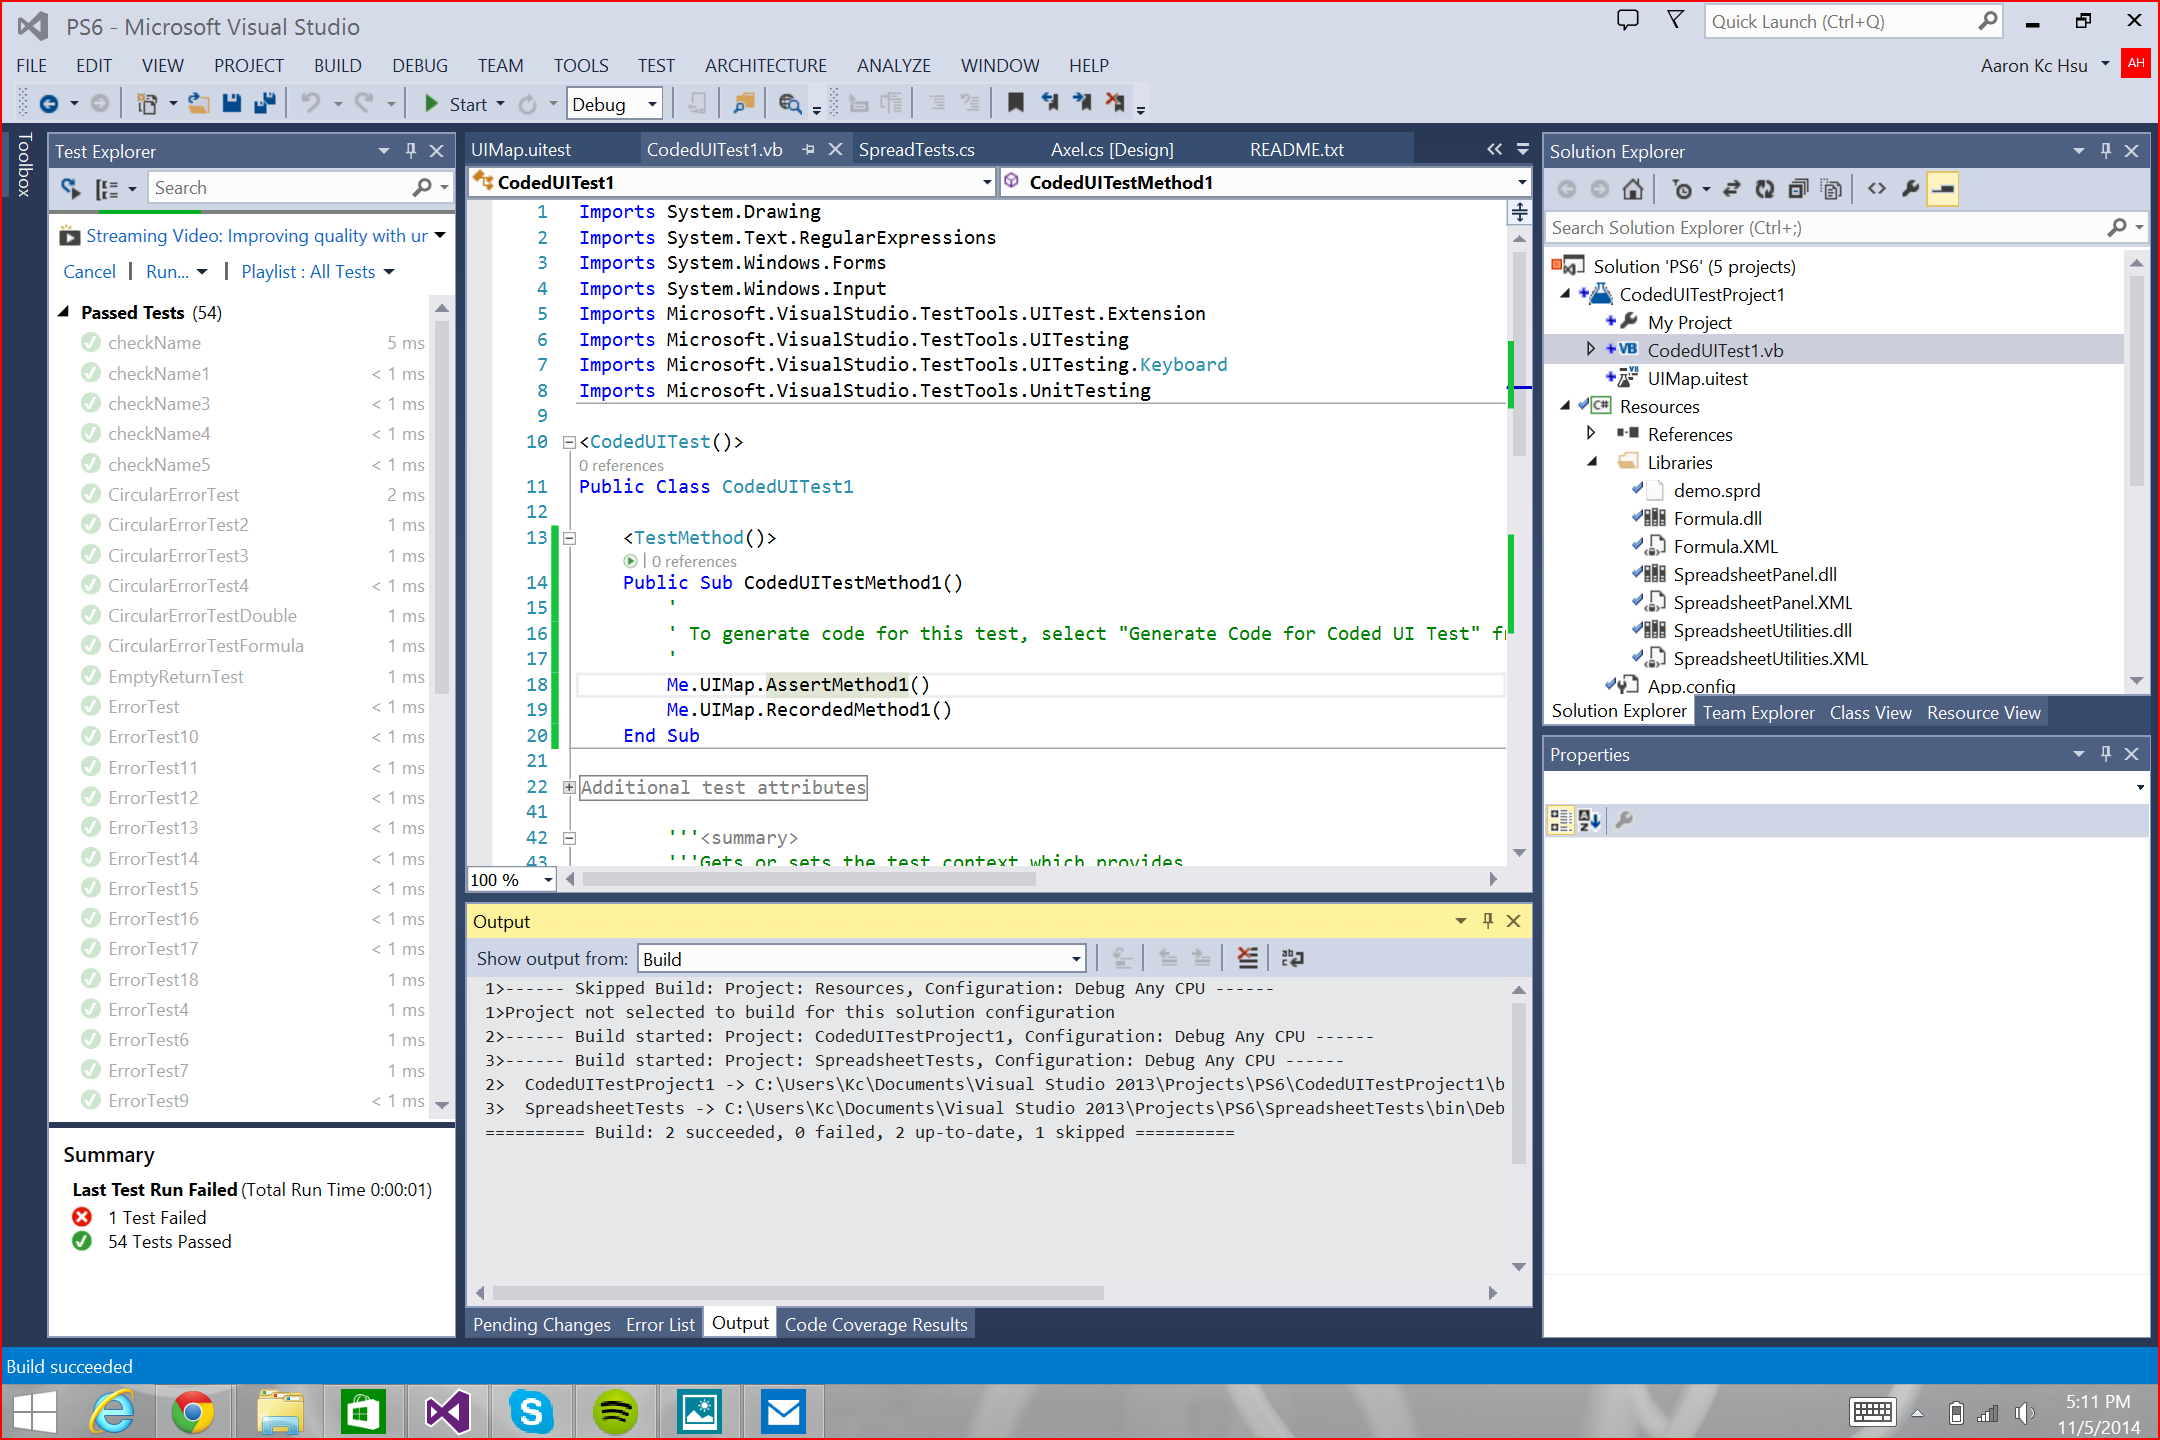 PS6 - Microsoft Visual Studio
Quick Launch (Ctrl+Q)
FILE EDIT VIEW PROJECT BUILD DEBUG TEAM TOOLS TEST ARCHITECTURE ANALYZE WINDOW HELP
Aaron Kc Hsu AH
Start Debug
Toolbox
Test Explorer
Search
Streaming Video: Improving quality with ur
Cancel | Run... | Playlist : All Tests
Passed Tests (54)
checkName 5 ms
checkName1 < 1 ms
checkName3 < 1 ms
checkName4 < 1 ms
checkName5 < 1 ms
CircularErrorTest 2 ms
CircularErrorTest2 1 ms
CircularErrorTest3 1 ms
CircularErrorTest4 1 ms
CircularErrorTestDouble 1 ms
CircularErrorTestFormula 1 ms
EmptyReturnTest 1 ms
ErrorTest < 1 ms
ErrorTest10 < 1 ms
ErrorTest11 < 1 ms
ErrorTest12 < 1 ms
ErrorTest13 < 1 ms
ErrorTest14 < 1 ms
ErrorTest15 < 1 ms
ErrorTest16 < 1 ms
ErrorTest17 < 1 ms
ErrorTest18 1 ms
ErrorTest4 1 ms
ErrorTest6 1 ms
ErrorTest7 1 ms
ErrorTest9 < 1 ms
Summary
Last Test Run Failed (Total Run Time 0:00:01)
1 Test Failed
54 Tests Passed
UIMap.uitest CodedUITest1.vb SpreadTests.cs Axel.cs [Design] README.txt
CodedUITest1 CodedUITestMethod1
1 Imports System.Drawing
2 Imports System.Text.RegularExpressions
3 Imports System.Windows.Forms
4 Imports System.Windows.Input
5 Imports Microsoft.VisualStudio.TestTools.UITest.Extension
6 Imports Microsoft.VisualStudio.TestTools.UITesting
7 Imports Microsoft.VisualStudio.TestTools.UITesting.Keyboard
8 Imports Microsoft.VisualStudio.TestTools.UnitTesting
9
10 <CodedUITest()>
0 references
11 Public Class CodedUITest1
12
13 <TestMethod()>
| 0 references
14 Public Sub CodedUITestMethod1()
15 '
16 ' To generate code for this test, select "Generate Code for Coded UI Test" f
17 '
18 Me.UIMap.AssertMethod1()
19 Me.UIMap.RecordedMethod1()
20 End Sub
21
22 Additional test attributes
41
42 '''<summary>
43 '''Gets or sets the test context which provides
100 %
Output
Show output from: Build
1>------ Skipped Build: Project: Resources, Configuration: Debug Any CPU ------
1>Project not selected to build for this solution configuration
2>------ Build started: Project: CodedUITestProject1, Configuration: Debug Any CPU ------
3>------ Build started: Project: SpreadsheetTests, Configuration: Debug Any CPU ------
2> CodedUITestProject1 -> C:\Users\Kc\Documents\Visual Studio 2013\Projects\PS6\CodedUITestProject1\b
3> SpreadsheetTests -> C:\Users\Kc\Documents\Visual Studio 2013\Projects\PS6\SpreadsheetTests\bin\Deb
========== Build: 2 succeeded, 0 failed, 2 up-to-date, 1 skipped ==========
Pending Changes Error List Output Code Coverage Results
Solution Explorer
Search Solution Explorer (Ctrl+;)
Solution 'PS6' (5 projects)
CodedUITestProject1
My Project
VB CodedUITest1.vb
UIMap.uitest
C# Resources
References
Libraries
demo.sprd
Formula.dll
Formula.XML
SpreadsheetPanel.dll
SpreadsheetPanel.XML
SpreadsheetUtilities.dll
SpreadsheetUtilities.XML
App.config
Solution Explorer Team Explorer Class View Resource View
Properties
Build succeeded
5:11 PM
11/5/2014